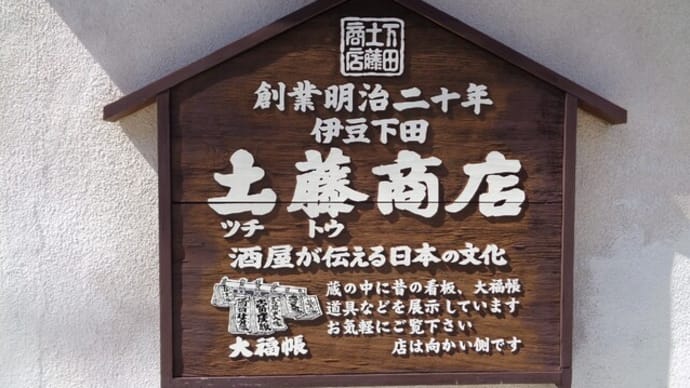 下田
土藤
商店
創業明治二十年
伊豆下田
土藤商店
ツチ トウ
酒屋が伝える日本の文化
蔵の中に昔の看板、大福帳
道具などを展示しています
お気軽にご覧下さい
店は向かい側です
大福帳